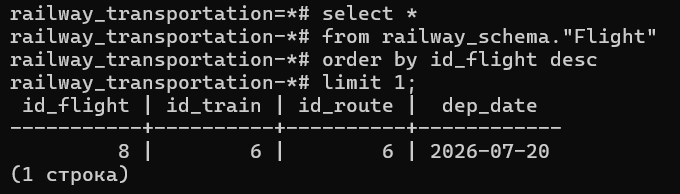 railway_transportation=*# select *
railway_transportation-*# from railway_schema."Flight"
railway_transportation-*# order by id_flight desc
railway_transportation-*# limit 1;
 id_flight | id_train | id_route |  dep_date
-----------+----------+----------+------------
         8 |        6 |        6 | 2026-07-20
(1 строка)